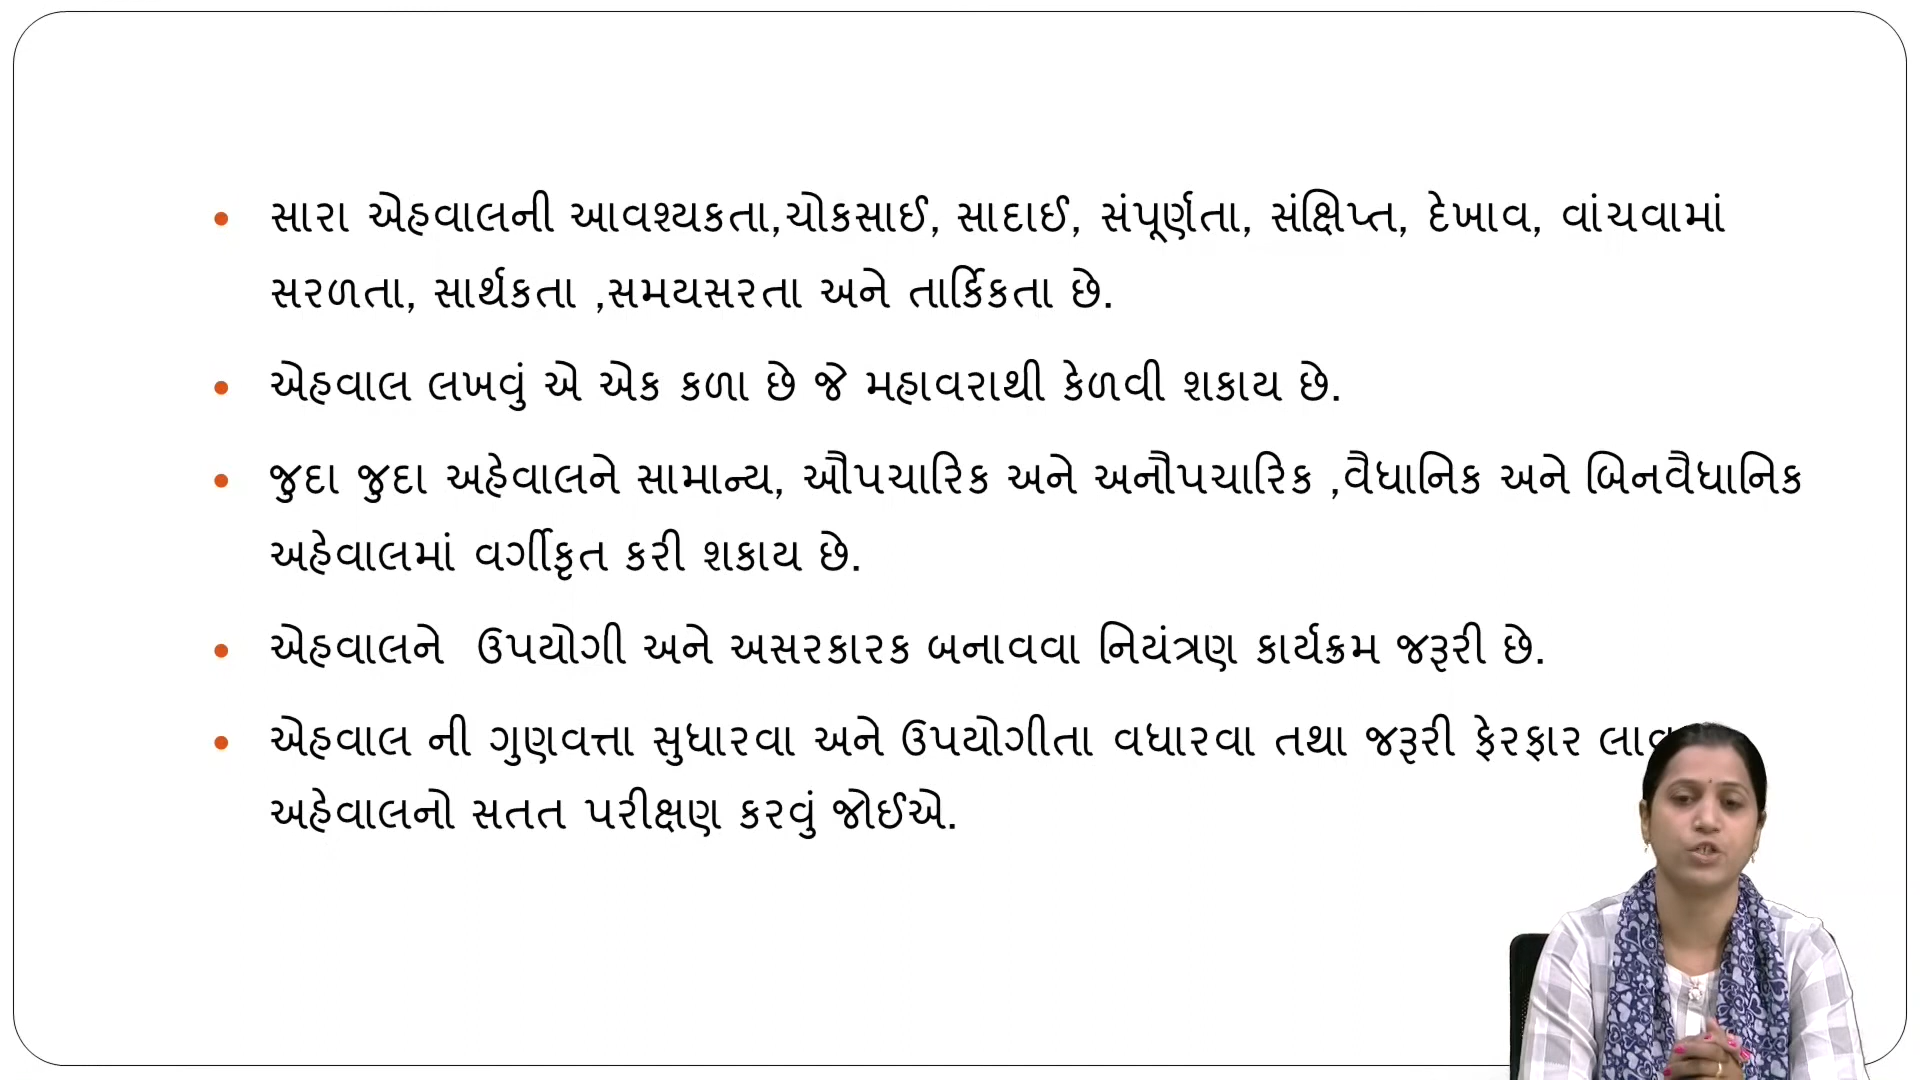 • સારા એહવાલની આવશ્યકતા,ચોકસાઈ, સાદાઈ, સંપૂર્ણતા, સંક્ષિપ્ત, દેખાવ, વાંચવામાં
સરળતા, સાર્થકતા ,સમયસરતા અને તાર્કિકતા છે.
• એહવાલ લખવું એ એક કળા છે જે મહાવરાથી કેળવી શકાય છે.
• જુદા જુદા અહેવાલને સામાન્ય, ઔપચારિક અને અનૌપચારિક ,વૈધાનિક અને બિનવૈધાનિક
અહેવાલમાં વર્ગીકૃત કરી શકાય છે.
• એહવાલને ઉપયોગી અને અસરકારક બનાવવા નિયંત્રણ કાર્યક્રમ જરૂરી છે.
• એહવાલ ની ગુણવત્તા સુધારવા અને ઉપયોગીતા વધારવા તથા જરૂરી ફેરફાર
અહેવાલનો સતત પરીક્ષણ કરવું જોઈએ.